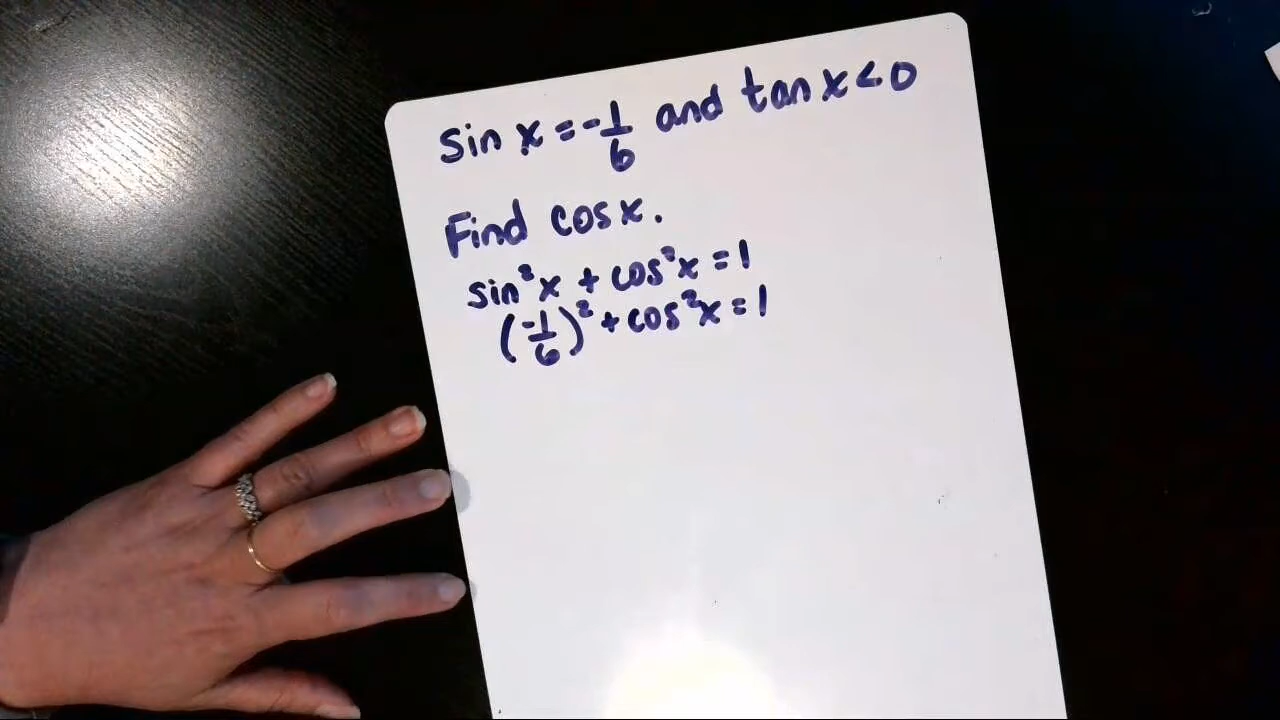 sin x = -1/6 and tan x < 0
Find cos x.
sin²x + cos²x = 1
(-1/6)² + cos²x = 1